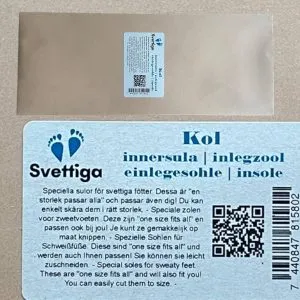 Svettiga
Kol
innersula | inlegzool
einlegesohle | insole
Svettiga
Speciella sulor för svettiga fötter. Dessa är "en
storlek passar alla" och passar även dig! Du kan
enkelt skära dem i rätt storlek. - Speciale zolen
voor zweetvoeten. Deze zijn "one size fits all" en
passen ook bij jou! Je kunt ze gemakkelijk op
maat knippen. - Spezielle Sohlen für
Schweißfüße. Diese sind "one size fits all" und
werden auch Ihnen passen! Sie können sie leicht
zuschneiden. - Special soles for sweaty feet.
These are "one size fits all" and will also fit you!
You can easily cut them to size.
7 440847 815802